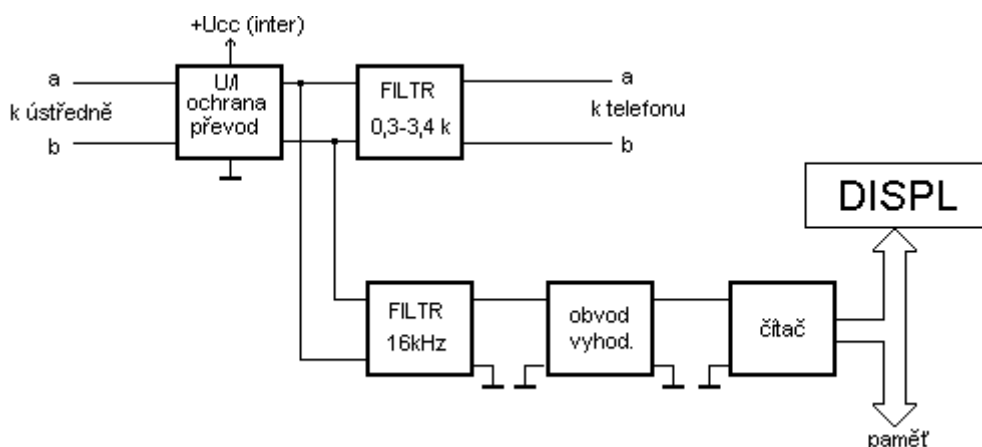 +Ucc (inter)
a
k ústředně
b
U/I
ochrana
převod
FILTR
0,3-3,4 k
a
k telefonu
b
DISPL
FILTR
16kHz
obvod
vyhod.
čítač
paměť